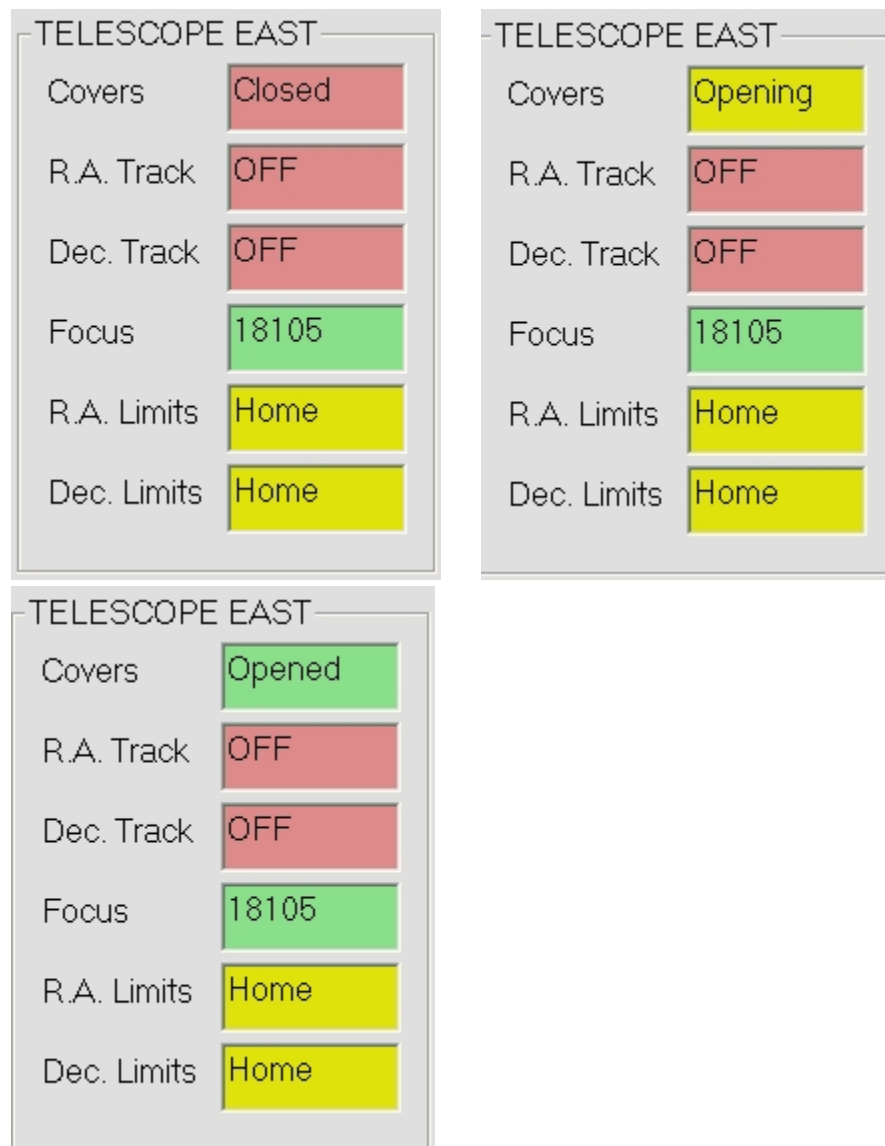 TELESCOPE EAST
Covers Closed
R.A. Track OFF
Dec. Track OFF
Focus 18105
R.A. Limits Home
Dec. Limits Home
TELESCOPE EAST
Covers Opening
R.A. Track OFF
Dec. Track OFF
Focus 18105
R.A. Limits Home
Dec. Limits Home
TELESCOPE EAST
Covers Opened
R.A. Track OFF
Dec. Track OFF
Focus 18105
R.A. Limits Home
Dec. Limits Home